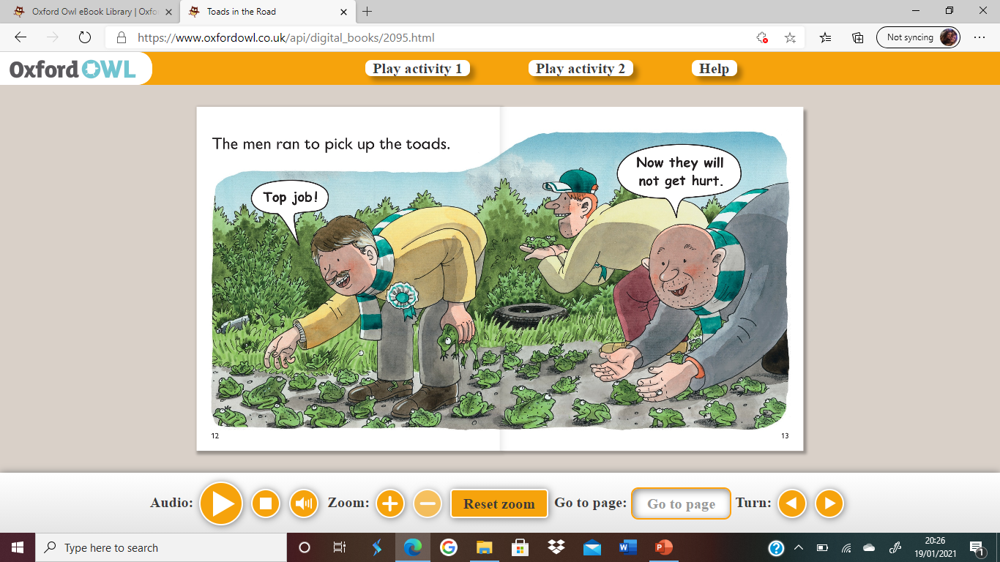 Oxford Owl eBook Library | Oxfo
Toads in the Road
https://www.oxfordowl.co.uk/api/digital_books/2095.html
Not syncing
Oxford OWL
Play activity 1
Play activity 2
Help
The men ran to pick up the toads.
Top job!
Now they will
not get hurt.
12
13
Audio:
Zoom:
Reset zoom
Go to page:
Go to page
Turn:
Type here to search
20:26
19/01/2021
1